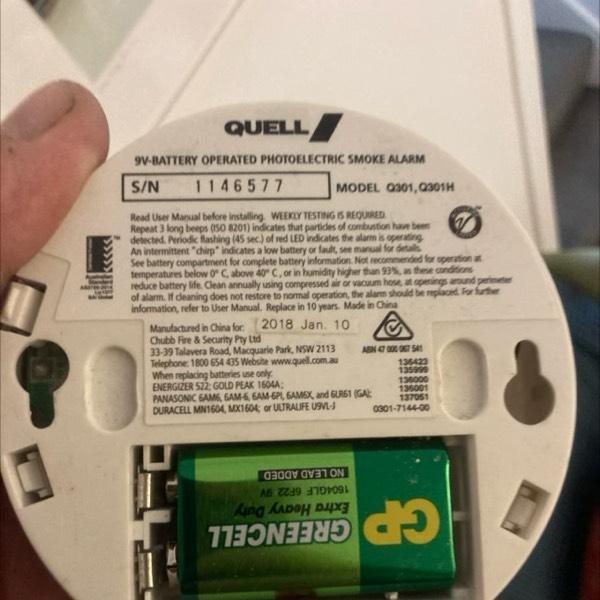 QUELL
9V-BATTERY OPERATED PHOTOELECTRIC SMOKE ALARM
S/N 1146577
MODEL Q301, Q301H
Read User Manual before installing. WEEKLY TESTING IS REQUIRED.
Repeat 3 long beeps (ISO 8201) indicates that particles of combustion have been
detected. Periodic flashing (45 sec.) of red LED indicates the alarm is operating.
An intermittent "chirp" indicates a low battery or fault, see manual for details.
See battery compartment for complete battery information. Not recommended for operation at
temperatures below 0° C, above 40° C, or in humidity higher than 93%, as these conditions
reduce battery life. Clean annually using compressed air or vacuum hose, at openings around perimeter
of alarm. If cleaning does not restore to normal operation, the alarm should be replaced. For further
information, refer to User Manual. Replace in 10 years. Made in China
Australian
Standard
Manufactured in China for: 2018 Jan. 10
Chubb Fire & Security Pty Ltd
33-39 Talavera Road, Macquarie Park, NSW 2113
Telephone: 1800 654 435 Website www.quell.com.au
When replacing batteries use only:
ENERGIZER 522; GOLD PEAK 1604A;
PANASONIC 6AM6, 6AM-6, 6AM-6PI, 6AM6X, and 6LR61 (GA);
DURACELL MN1604, MX1604; or ULTRALIFE U9VL-J
ABN 47 000 067 541
136423
135999
136000
136001
137051
0301-7144-00
GP
GREENCELL
Extra Heavy Duty
1604GLF 6F22 9V
NO LEAD ADDED